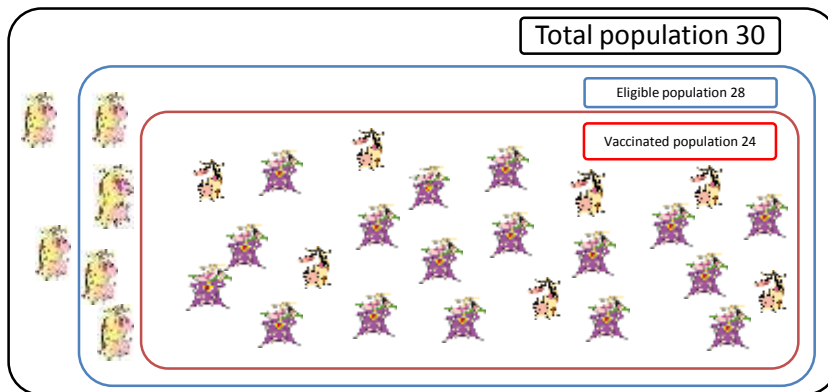 Total population 30
Eligible population 28
Vaccinated population 24